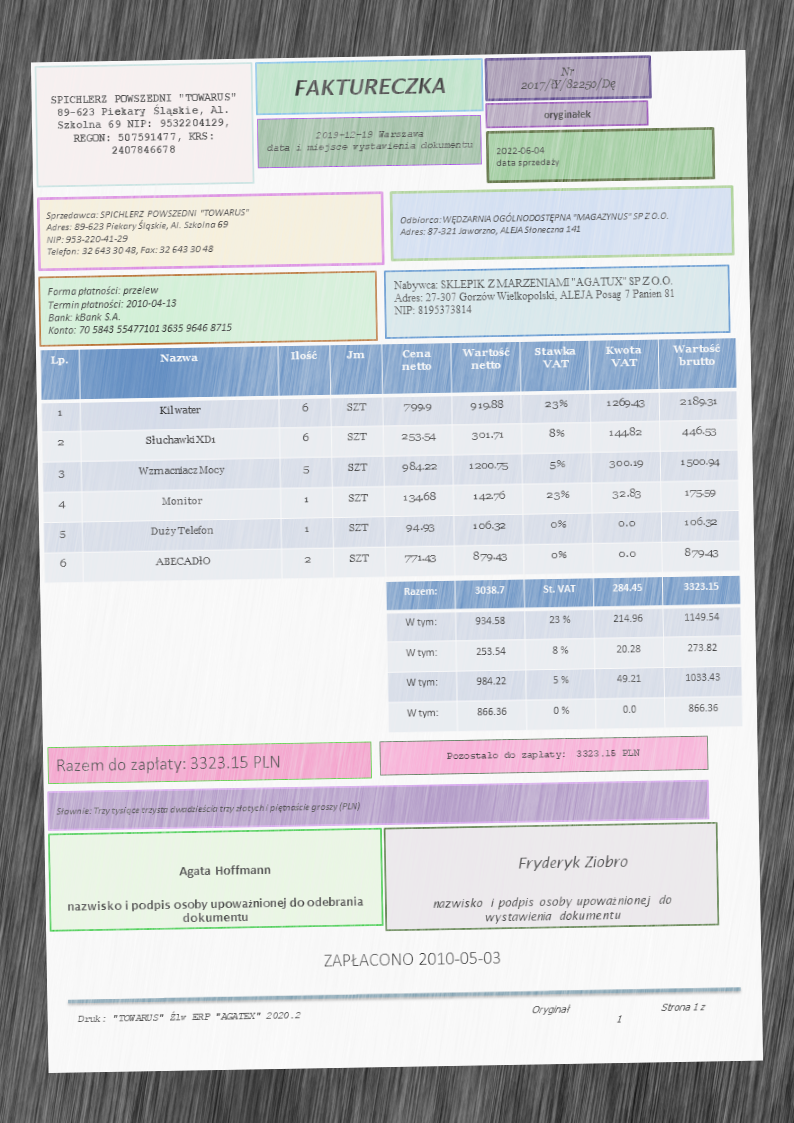 SPICHLERZ POWSZEDNI "TOWARUS"
89-623 Piekary Śląskie, Al.
Szkolna 69 NIP: 9532204129,
REGON: 507591477, KRS:
2407846678
FAKTURECZKA
2019-12-19 Warszawa
data i miejsce wystawienia dokumentu
Nr
2017/łY/82250/Dę
oryginałek
2022-06-04
data sprzedaży
Sprzedawca: SPICHLERZ POWSZEDNI "TOWARUS"
Adres: 89-623 Piekary Śląskie, Al. Szkolna 69
NIP: 953-220-41-29
Telefon: 32 643 30 48, Fax: 32 643 30 48
Odbiorca: WĘDZARNIA OGÓLNODOSTĘPNA "MAGAZYNUS" SP Z O.O.
Adres: 87-321 Jaworzno, ALEJA Słoneczna 141
Forma płatności: przelew
Termin płatności: 2010-04-13
Bank: kBank S.A.
Konto: 70 5843 55477101 3635 9646 8715
Nabywca: SKLEPIK Z MARZENIAMI "AGATUX" SP Z O.O.
Adres: 27-307 Gorzów Wielkopolski, ALEJA Posag 7 Panien 81
NIP: 8195373814
Lp. Nazwa Ilość Jm Cena netto Wartość netto Stawka VAT Kwota VAT Wartość brutto
1 Kilwater 6 SZT 799.9 919.88 23% 1269.43 2189.31
2 Słuchawki XD1 6 SZT 253.54 301.71 8% 144.82 446.53
3 Wzmacniacz Mocy 5 SZT 984.22 1200.75 5% 300.19 1500.94
4 Monitor 1 SZT 134.68 142.76 23% 32.83 175.59
5 Duży Telefon 1 SZT 94.93 106.32 0% 0.0 106.32
6 ABECADłO 2 SZT 771.43 879.43 0% 0.0 879.43
Razem: 3038.7 St. VAT 284.45 3323.15
W tym: 934.58 23 % 214.96 1149.54
W tym: 253.54 8 % 20.28 273.82
W tym: 984.22 5 % 49.21 1033.43
W tym: 866.36 0 % 0.0 866.36
Razem do zapłaty: 3323.15 PLN
Pozostało do zapłaty: 3323.15 PLN
Słownie: Trzy tysiące trzysta dwadzieścia trzy złotych i piętnaście groszy (PLN)
Agata Hoffmann
nazwisko i podpis osoby upoważnionej do odebrania
dokumentu
Fryderyk Ziobro
nazwisko i podpis osoby upoważnionej do
wystawienia dokumentu
ZAPŁACONO 2010-05-03
Druk: "TOWARUS" Źlw ERP "AGATEX" 2020.2
Oryginał
Strona 1 z
1